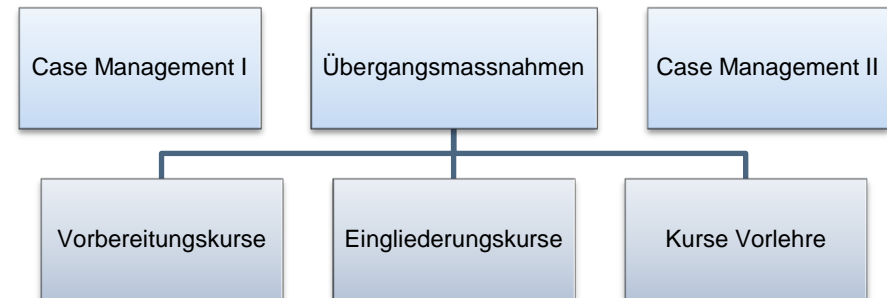 Case Management I
Übergangsmassnahmen
Case Management II
Vorbereitungskurse
Eingliederungskurse
Kurse Vorlehre